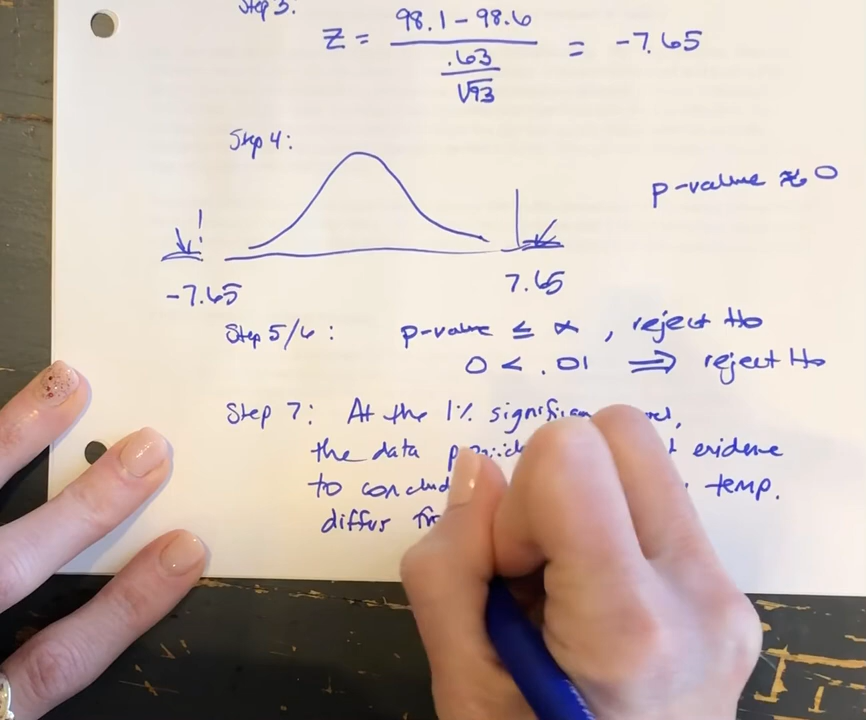 Step 3:
Z = (98.1 - 98.6) / (.63 / √93) = -7.65
Step 4:
p-value ≈ 0
-7.65 7.65
Step 5/6: p-value ≤ α, reject Ho
0 < .01 ⇒ reject Ho
Step 7: At the 1%
the data evidence
to temp.
differs